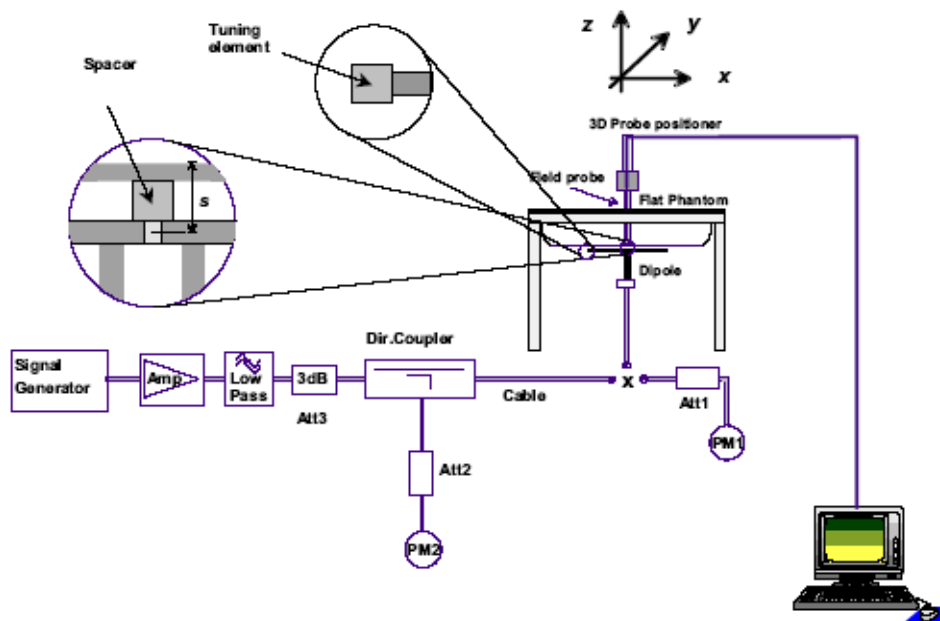 Tuning
element
z
y
x
Spacer
s
3D Probe positioner
Field probe
Flat Phantom
Dipole
Dir.Coupler
Signal
Generator
Amp
Low
Pass
3dB
Att3
Cable
x
Att1
PM1
Att2
PM2